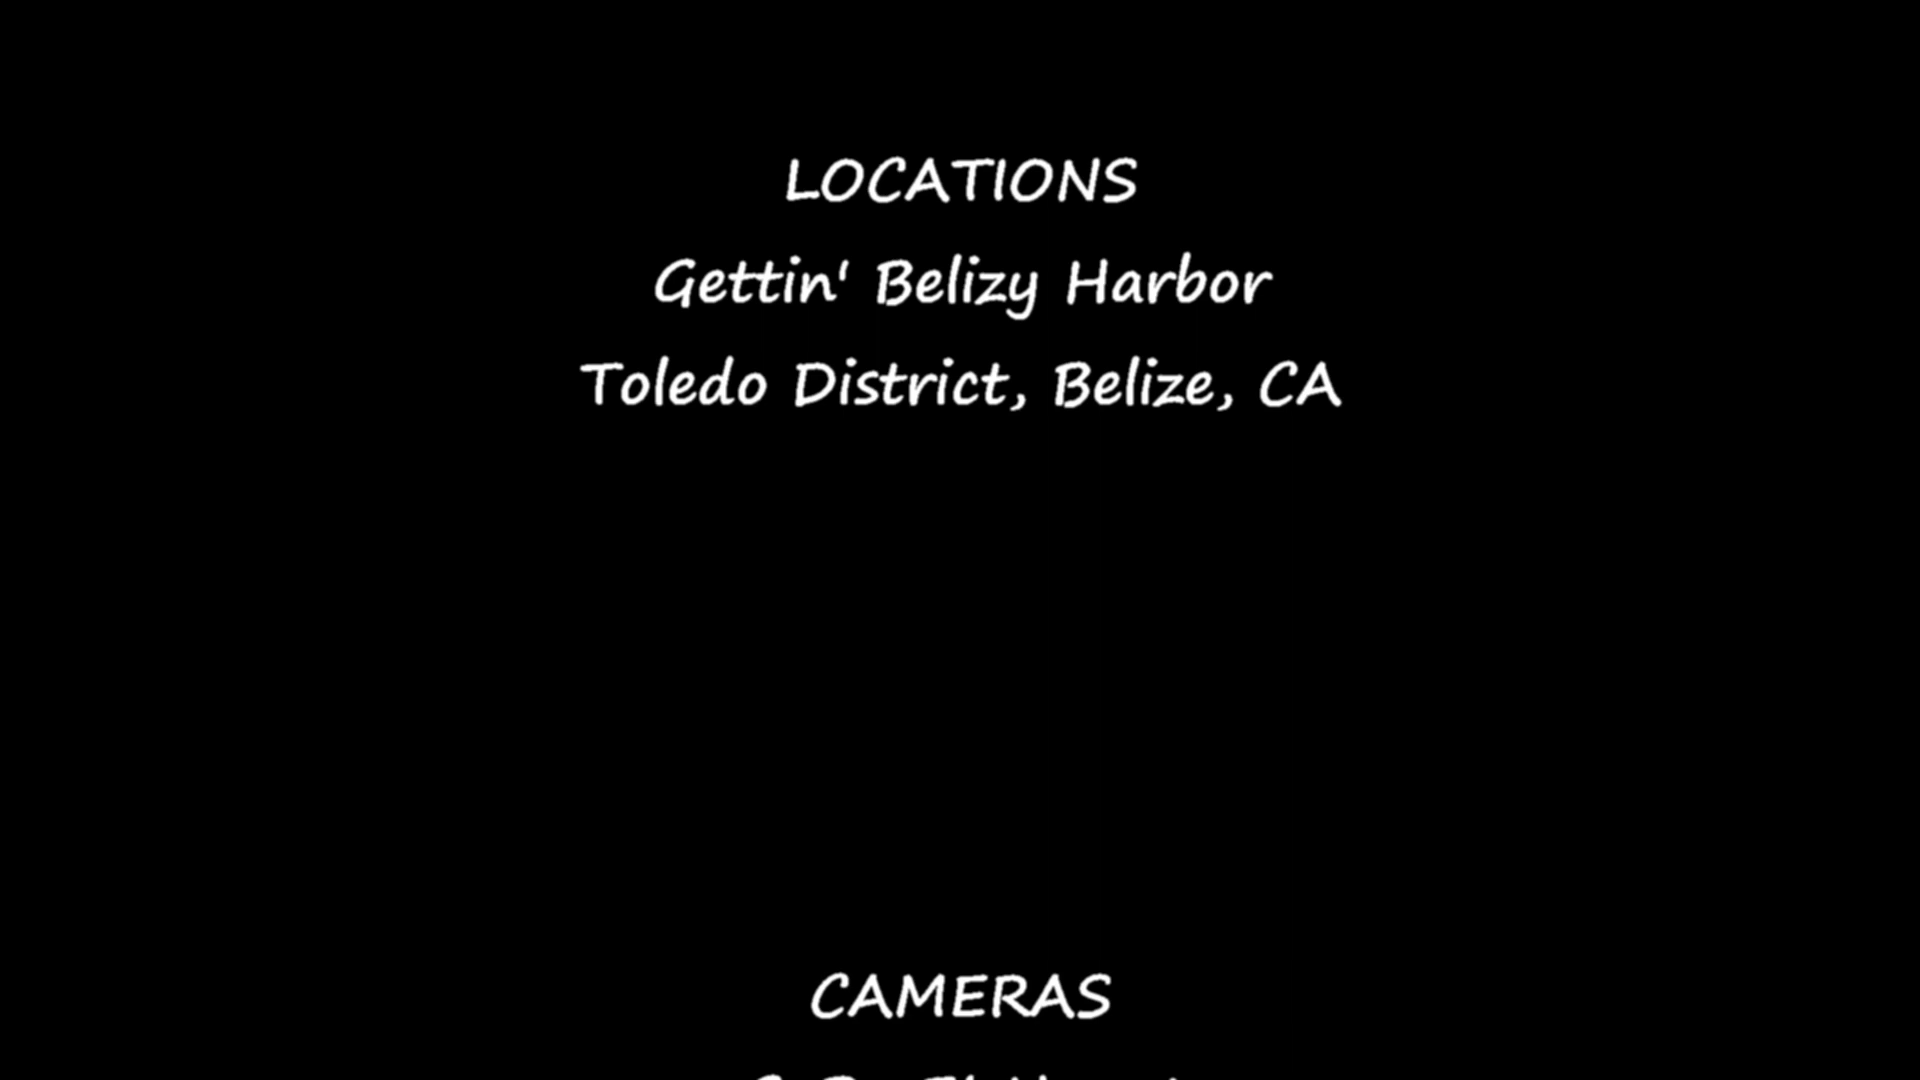 LOCATIONS
Gettin' Belizy Harbor
Toledo District, Belize, CA
CAMERAS